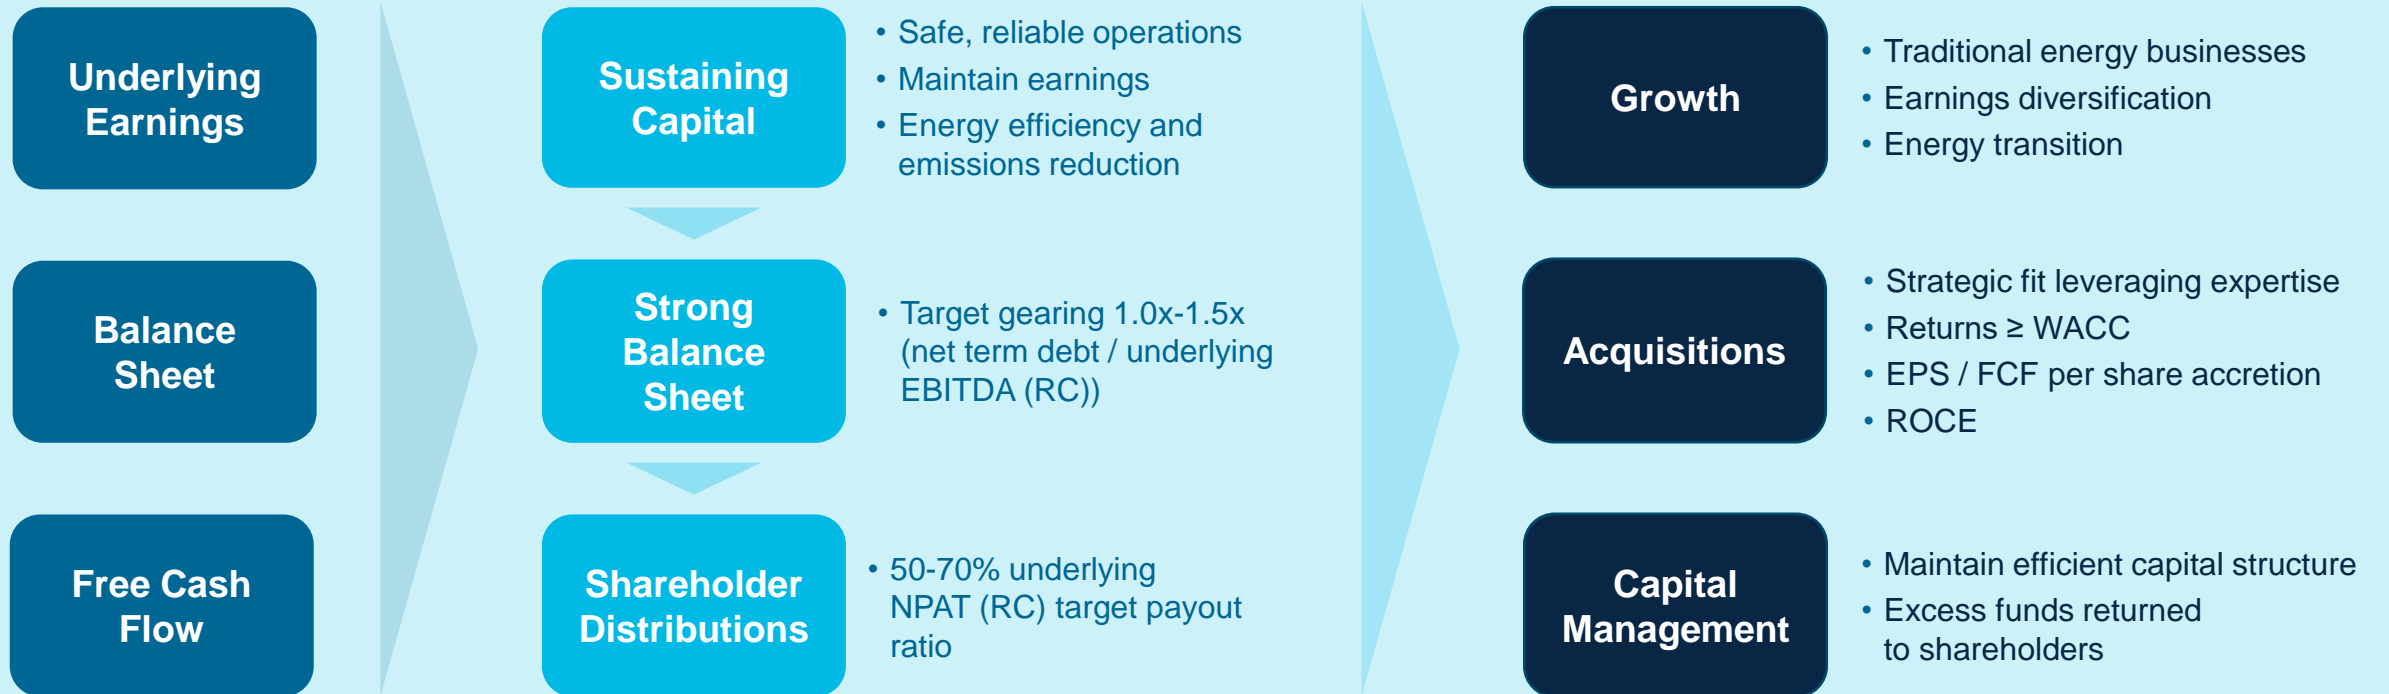 Underlying
Earnings
Balance
Sheet
Free Cash
Flow
Sustaining
Capital
• Safe, reliable operations
• Maintain earnings
• Energy efficiency and
emissions reduction
Strong
Balance
Sheet
• Target gearing 1.0x-1.5x
(net term debt / underlying
EBITDA (RC))
Shareholder
Distributions
• 50-70% underlying
NPAT (RC) target payout
ratio
Growth
• Traditional energy businesses
• Earnings diversification
• Energy transition
Acquisitions
• Strategic fit leveraging expertise
• Returns ≥ WACC
• EPS / FCF per share accretion
• ROCE
Capital
Management
• Maintain efficient capital structure
• Excess funds returned
to shareholders